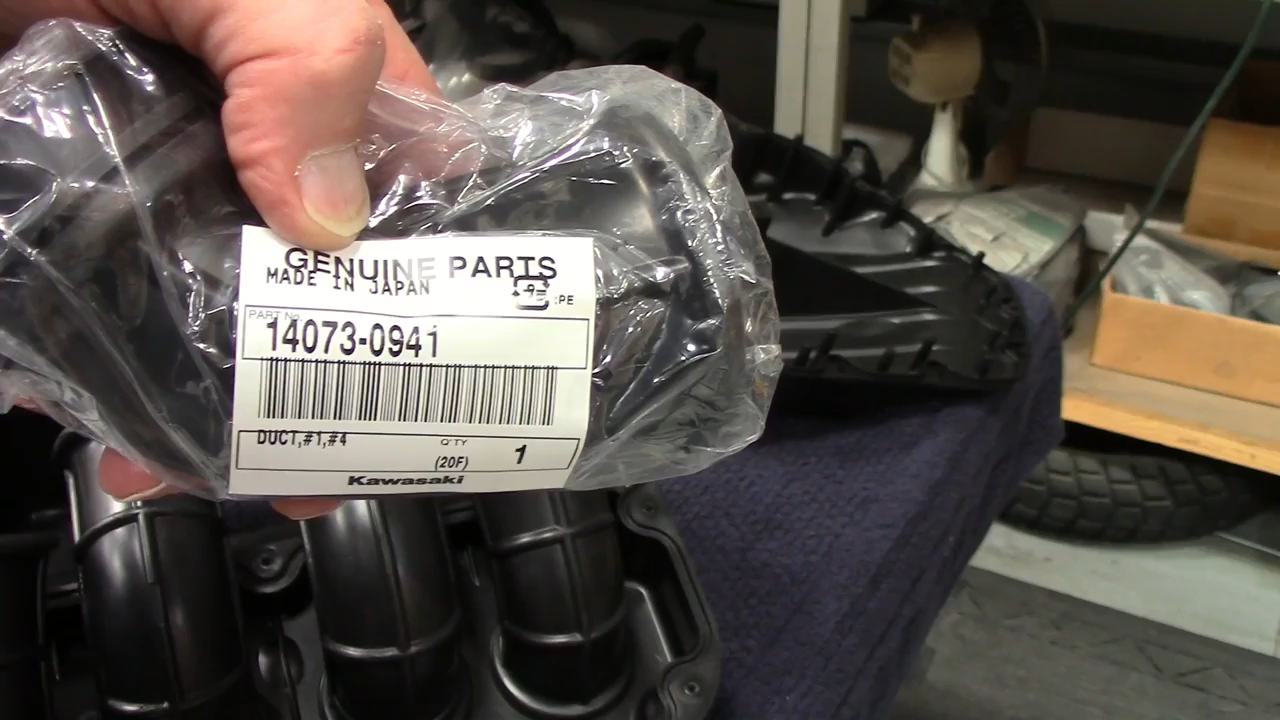 GENUINE PARTS
MADE IN JAPAN
:PE
PART No.
14073-0941
DUCT,#1,#4
Q'TY
(20F)
1
Kawasaki